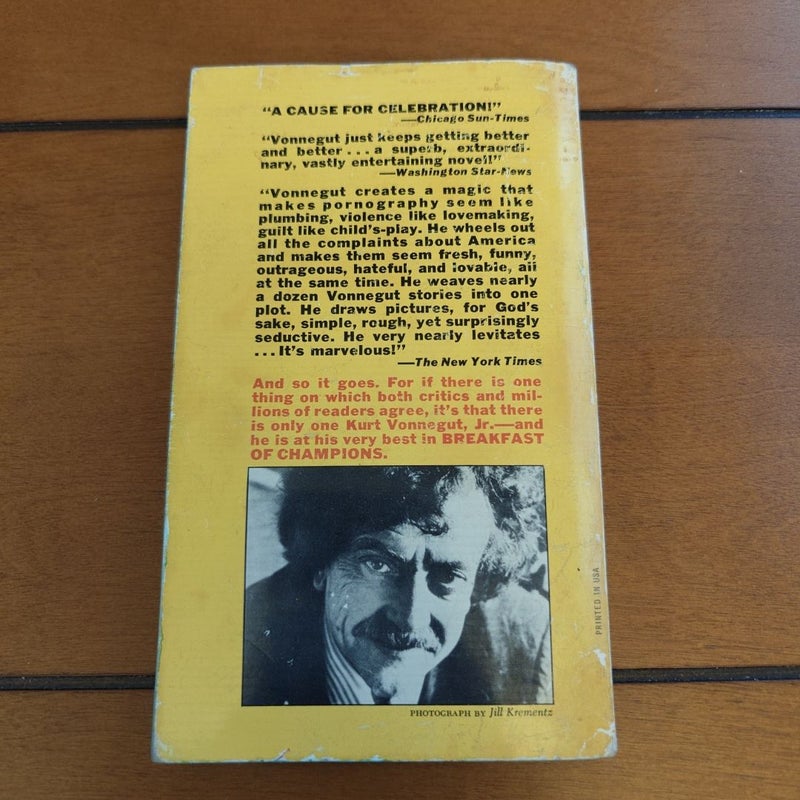 “A CAUSE FOR CELEBRATION!”
—Chicago Sun-Times
“Vonnegut just keeps getting better
and better . . . a superb, extraordi-
nary, vastly entertaining novel!”
—Washington Star-News
“Vonnegut creates a magic that
makes pornography seem like
plumbing, violence like lovemaking,
guilt like child’s-play. He wheels out
all the complaints about America
and makes them seem fresh, funny,
outrageous, hateful, and lovable, all
at the same time. He weaves nearly
a dozen Vonnegut stories into one
plot. He draws pictures, for God’s
sake, simple, rough, yet surprisingly
seductive. He very nearly levitates
. . . It’s marvelous!”
—The New York Times
And so it goes. For if there is one
thing on which both critics and mil-
lions of readers agree, it’s that there
is only one Kurt Vonnegut, Jr.—and
he is at his very best in BREAKFAST
OF CHAMPIONS.
PHOTOGRAPH BY Jill Krementz
PRINTED IN USA